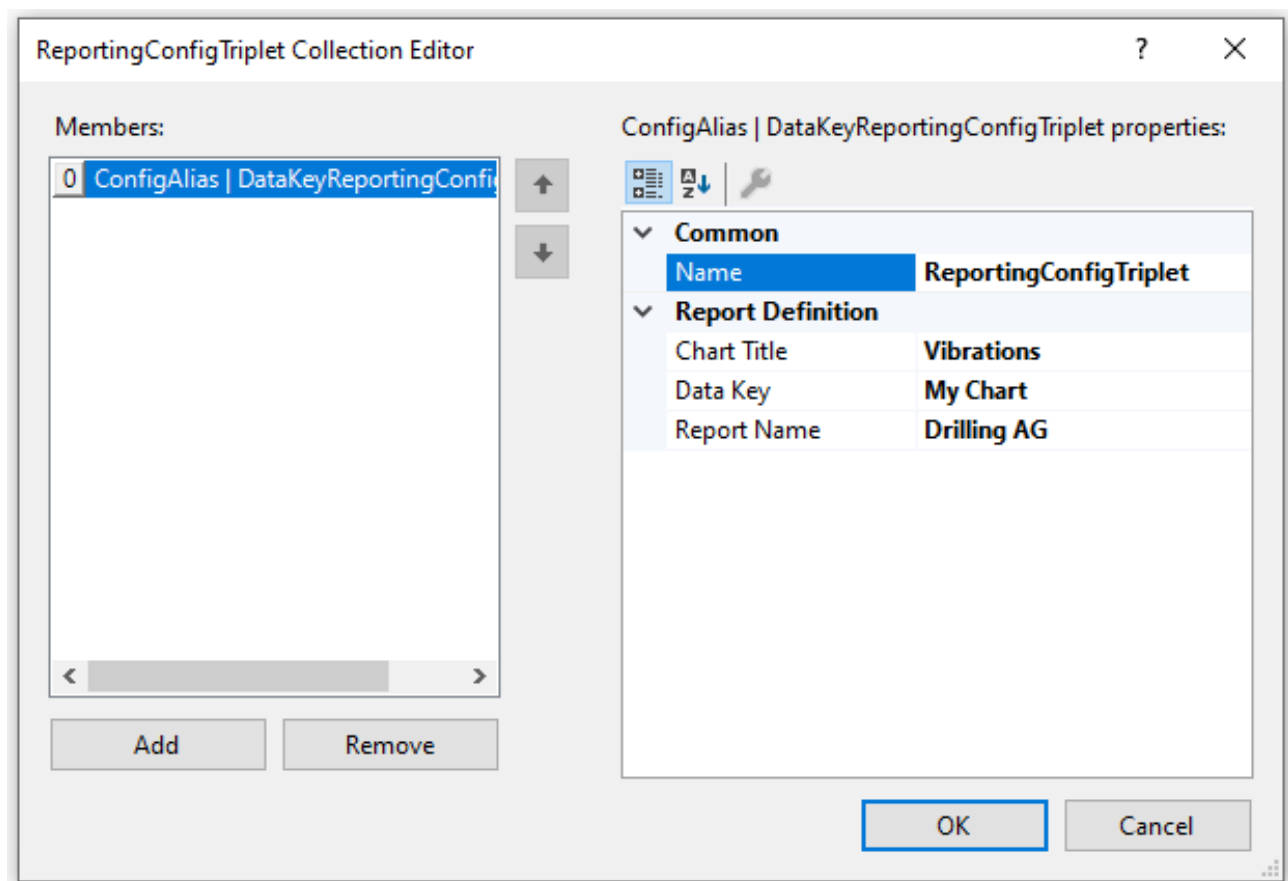 ReportingConfigTriplet Collection Editor
?
Members:
0 ConfigAlias | DataKeyReportingConfi
Add
Remove
ConfigAlias | DataKeyReportingConfigTriplet properties:
Common
Name ReportingConfigTriplet
Report Definition
Chart Title Vibrations
Data Key My Chart
Report Name Drilling AG
OK
Cancel